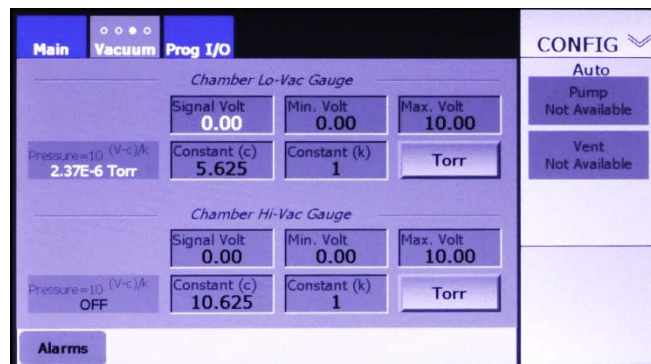 Main
Vacuum
Prog I/O
CONFIG
Auto
Pump
Not Available
Vent
Not Available
Chamber Lo-Vac Gauge
Signal Volt
0.00
Min. Volt
0.00
Max. Volt
10.00
Pressure=10 (V-c)/k
2.37E-6 Torr
Constant (c)
5.625
Constant (k)
1
Torr
Chamber Hi-Vac Gauge
Signal Volt
0.00
Min. Volt
0.00
Max. Volt
10.00
Pressure=10 (V-c)/k
OFF
Constant (c)
10.625
Constant (k)
1
Torr
Alarms